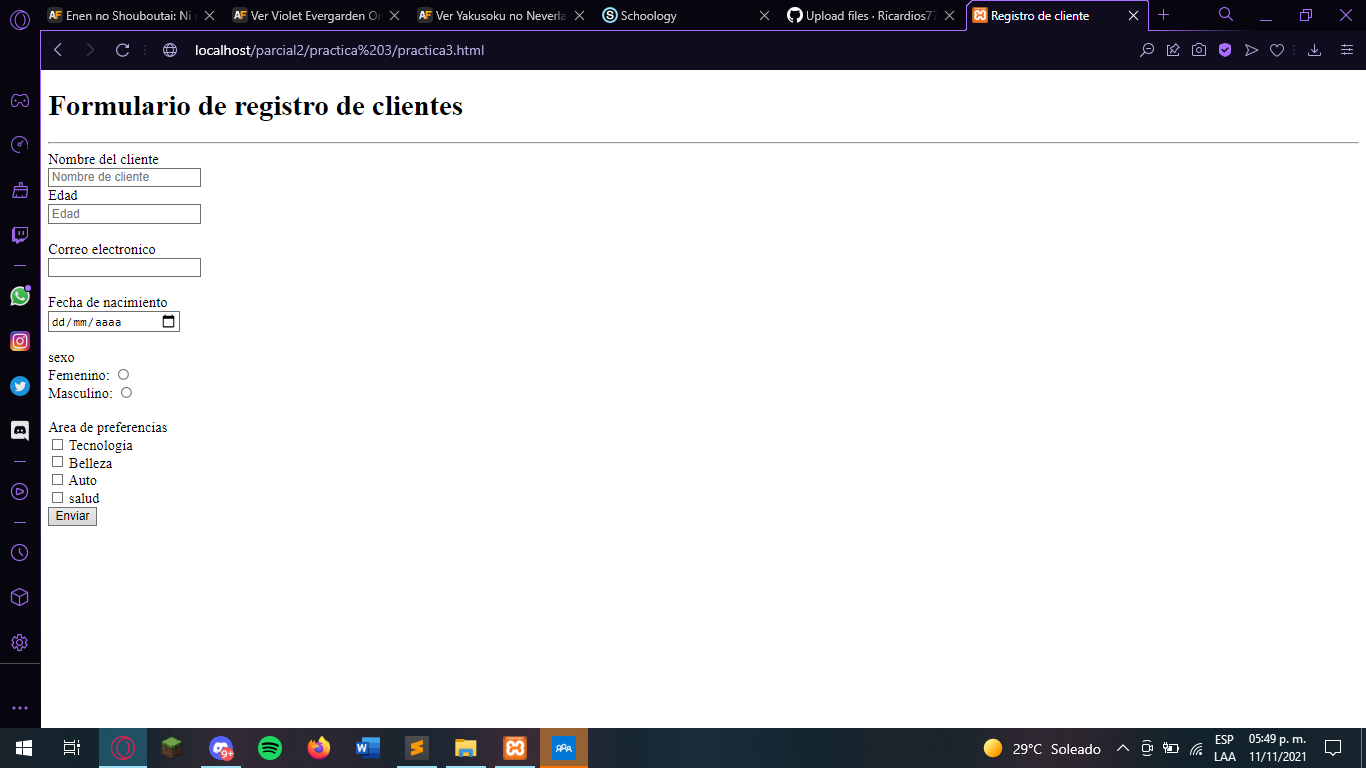 AF Enen no Shouboutai: Ni
AF Ver Violet Evergarden Or
AF Ver Yakusoku no Neverla
S Schoology
Upload files · Ricardios77
Registro de cliente
localhost/parcial2/practica%203/practica3.html
Formulario de registro de clientes
Nombre del cliente
Nombre de cliente
Edad
Edad
Correo electronico
Fecha de nacimiento
dd/mm/aaaa
sexo
Femenino:
Masculino:
Area de preferencias
Tecnologia
Belleza
Auto
salud
Enviar
9+
W
29°C Soleado
ESP
LAA
05:49 p. m.
11/11/2021